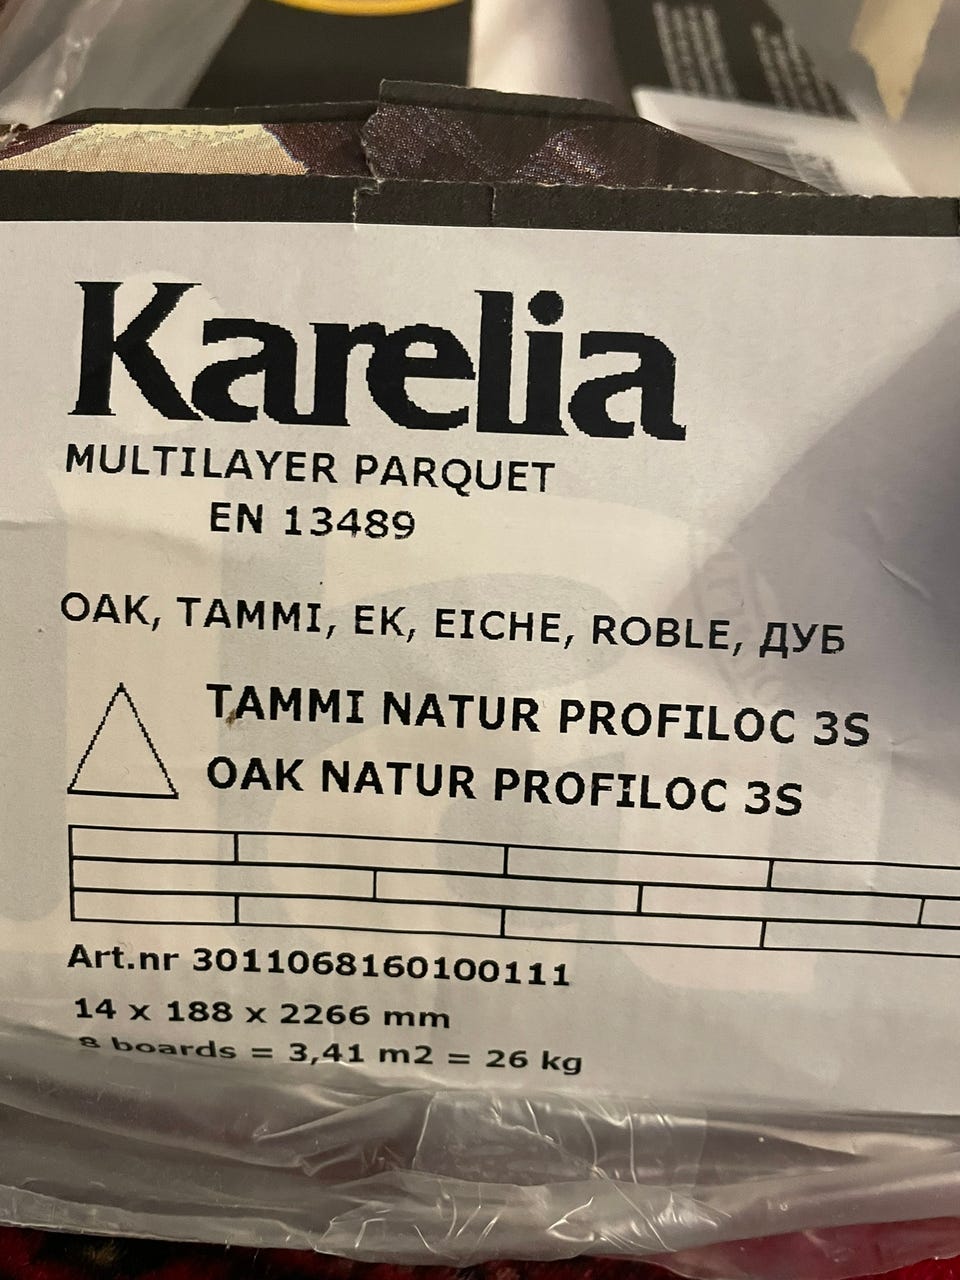 Karelia
MULTILAYER PARQUET
EN 13489
OAK, TAMMI, EK, EICHE, ROBLE, ДУБ
TAMMI NATUR PROFILOC 3S
OAK NATUR PROFILOC 3S
Art.nr 3011068160100111
14 x 188 x 2266 mm
8 boards = 3,41 m2 = 26 kg